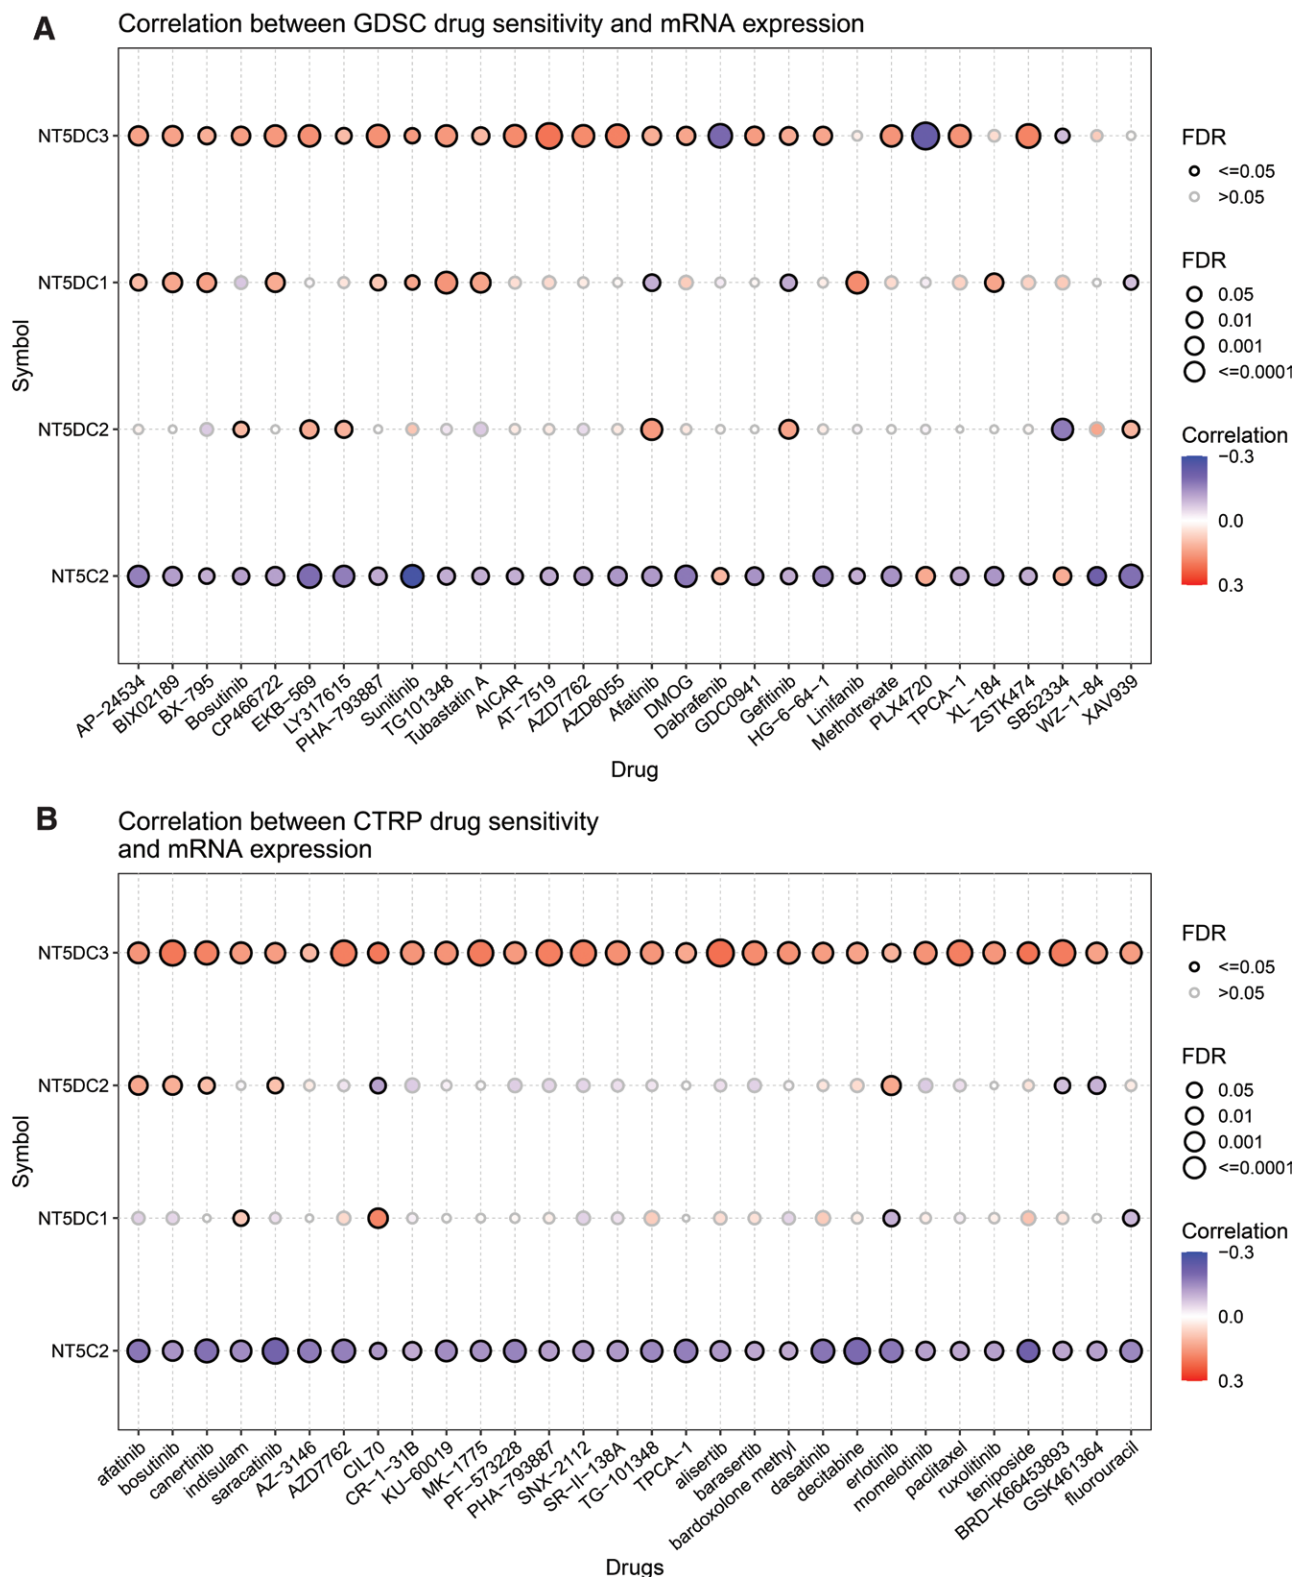 A
Correlation between GDSC drug sensitivity and mRNA expression
Symbol
NT5DC3
NT5DC1
NT5DC2
NT5C2
AP−24534
BIX02189
BX−795
Bosutinib
CP466722
EKB−569
LY317615
PHA−793887
Sunitinib
TG101348
Tubastatin A
AICAR
AT−7519
AZD7762
AZD8055
Afatinib
DMOG
Dabrafenib
GDC0941
Gefitinib
HG−6−64−1
Linifanib
Methotrexate
PLX4720
TPCA−1
XL−184
ZSTK474
SB52334
WZ−1−84
XAV939
Drug
FDR
<=0.05
>0.05
FDR
0.05
0.01
0.001
<=0.0001
Correlation
−0.3
0.0
0.3
B
Correlation between CTRP drug sensitivity
and mRNA expression
Symbol
NT5DC3
NT5DC2
NT5DC1
NT5C2
afatinib
bosutinib
canertinib
indisulam
saracatinib
AZ−3146
AZD7762
CIL70
CR−1−31B
KU−60019
MK−1775
PF−573228
PHA−793887
SNX−2112
SR−II−138A
TG−101348
TPCA−1
alisertib
barasertib
bardoxolone methyl
dasatinib
decitabine
erlotinib
momelotinib
paclitaxel
ruxolitinib
teniposide
BRD−K66453893
GSK461364
fluorouracil
Drugs
FDR
<=0.05
>0.05
FDR
0.05
0.01
0.001
<=0.0001
Correlation
−0.3
0.0
0.3